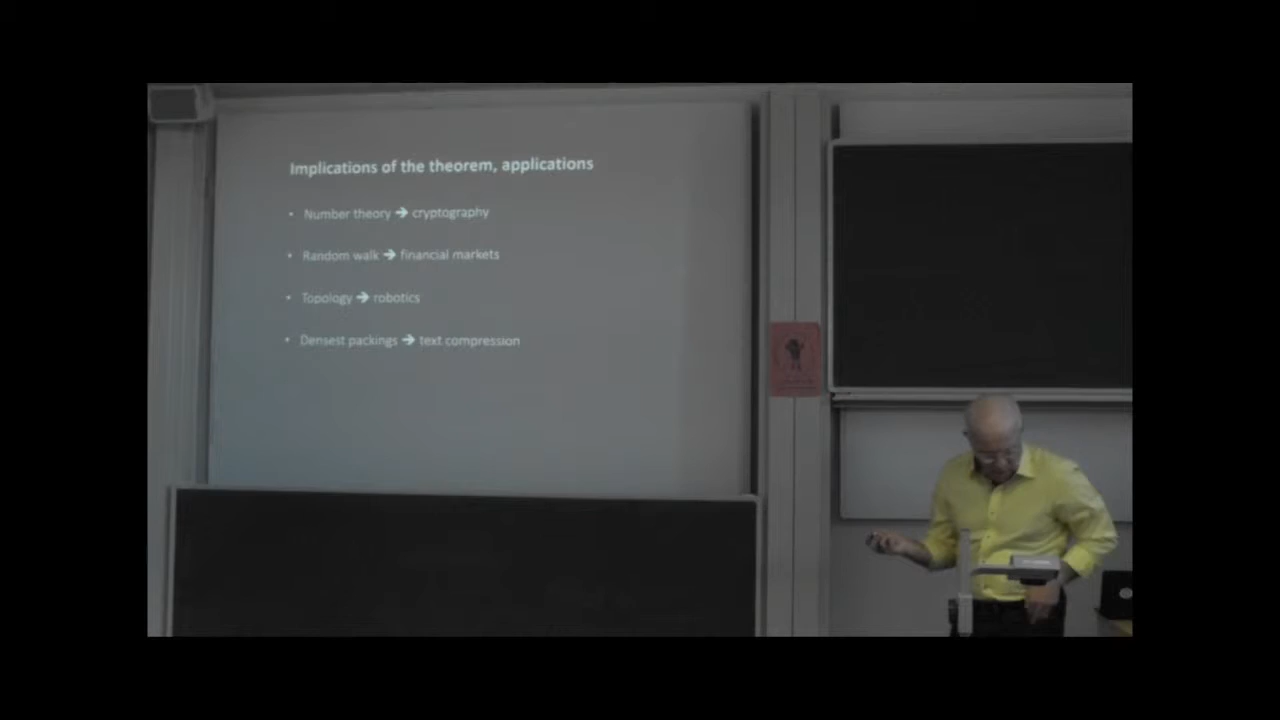 Implications of the theorem, applications
• Number theory ➔ cryptography
• Random walk ➔ financial markets
• Topology ➔ robotics
• Densest packings ➔ text compression